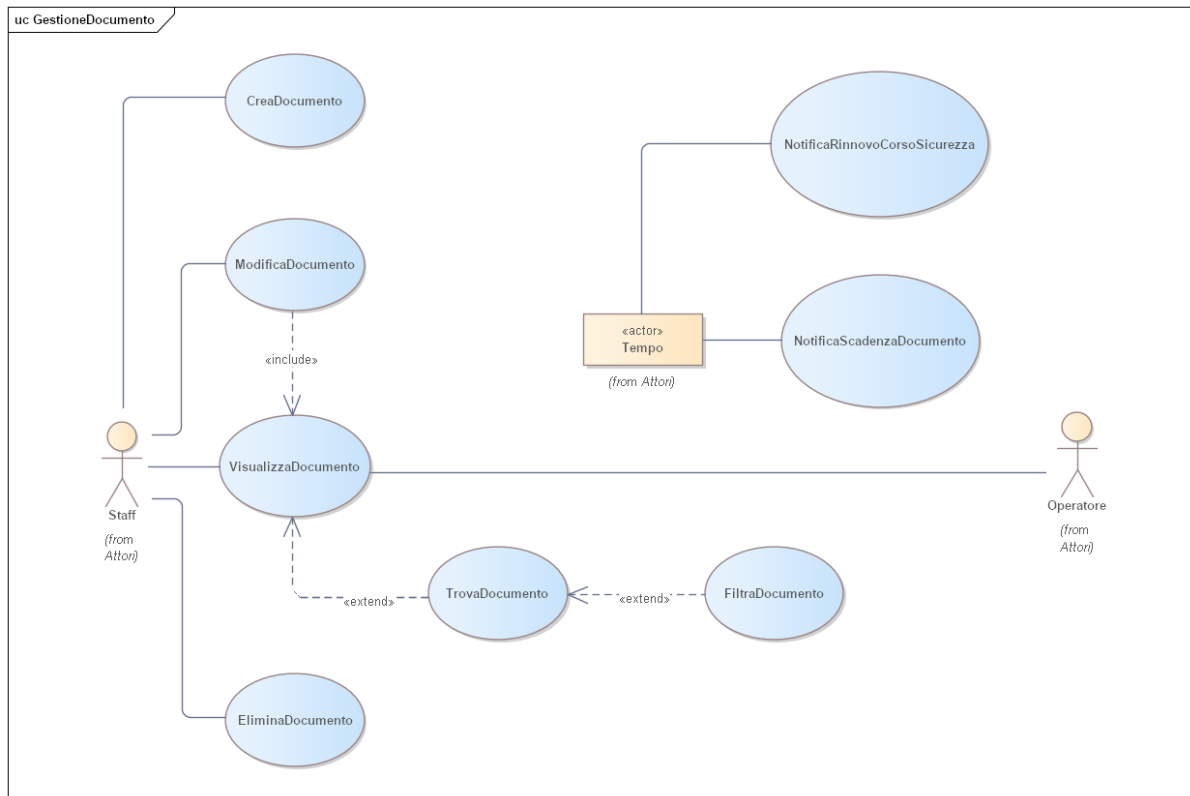 uc GestioneDocumento
CreaDocumento
NotificaRinnovoCorsoSicurezza
ModificaDocumento
«actor»
Tempo
(from Attori)
NotificaScadenzaDocumento
«include»
VisualizzaDocumento
Staff
(from
Attori)
Operatore
(from
Attori)
TrovaDocumento
«extend»
FiltraDocumento
«extend»
EliminaDocumento